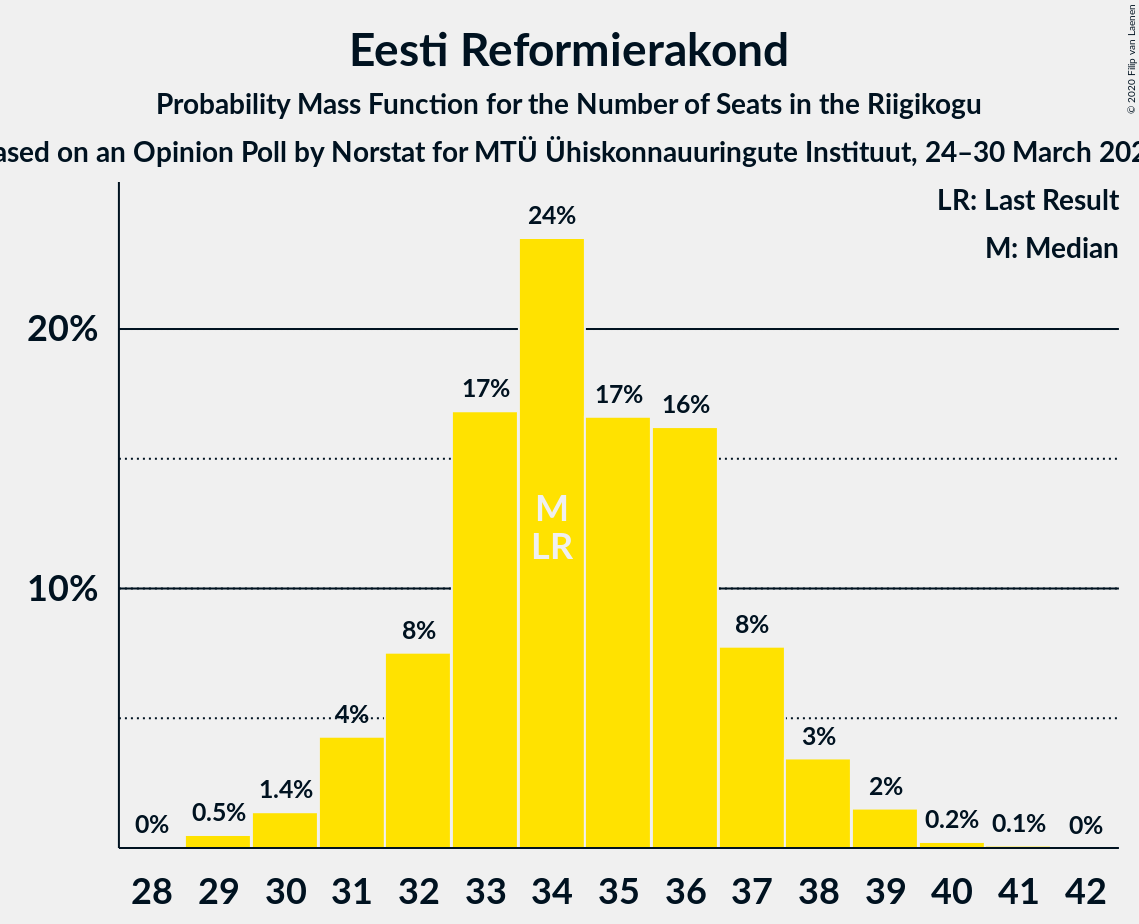 Eesti Reformierakond
Probability Mass Function for the Number of Seats in the Riigikogu
ased on an Opinion Poll by Norstat for MTÜ Ühiskonnauuringute Instituut, 24–30 March 202
© 2020 Filip van Laenen
LR: Last Result
M: Median
24%
20%
17%
17%
16%
M
LR
10%
8%
8%
4%
3%
2%
1.4%
0.5%
0.2%
0.1%
0%
0%
28 29 30 31 32 33 34 35 36 37 38 39 40 41 42